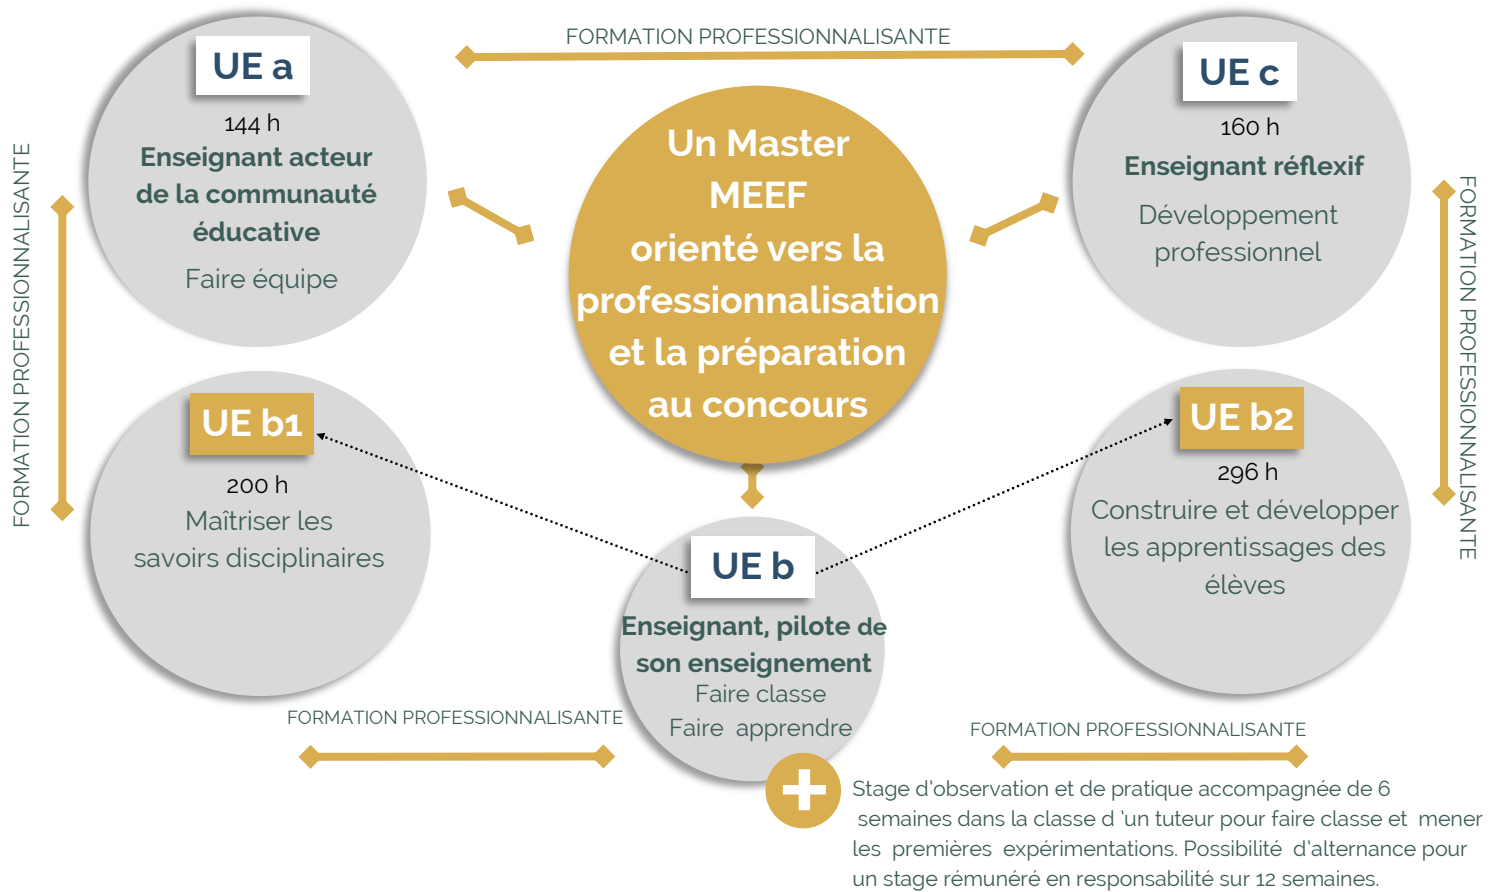 FORMATION PROFESSIONNALISANTE
UE a
144 h
Enseignant acteur
de la communauté
éducative
Faire équipe
Un Master
MEEF
orienté vers la
professionnalisation
et la préparation
au concours
UE c
160 h
Enseignant réflexif
Développement
professionnel
FORMATION PROFESSIONNALISANTE
FORMATION PROFESSIONNALISANTE
UE b1
200 h
Maîtriser les
savoirs disciplinaires
UE b2
296 h
Construire et développer
les apprentissages des
élèves
UE b
Enseignant, pilote de
son enseignement
Faire classe
Faire apprendre
FORMATION PROFESSIONNALISANTE
FORMATION PROFESSIONNALISANTE
Stage d'observation et de pratique accompagnée de 6
semaines dans la classe d 'un tuteur pour faire classe et mener
les premières expérimentations. Possibilité d'alternance pour
un stage rémunéré en responsabilité sur 12 semaines.